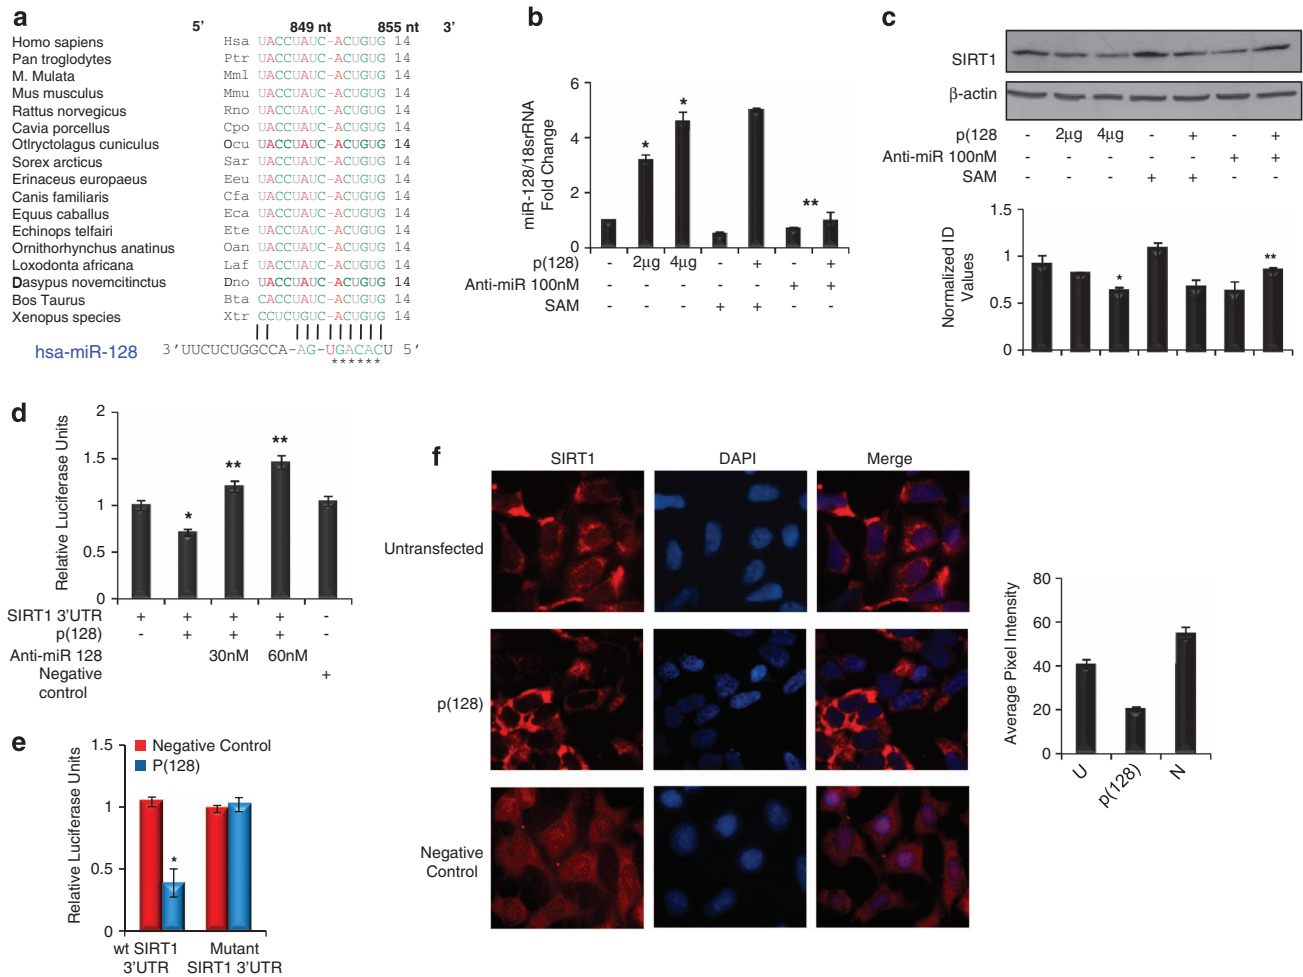 a
5' 849 nt 855 nt 3'
Homo sapiens Hsa UACCUAUC-ACUGUG 14
Pan troglodytes Ptr UACCUAUC-ACUGUG 14
M. Mulata Mml UACCUAUC-ACUGUG 14
Mus musculus Mmu UACCUAUC-ACUGUG 14
Rattus norvegicus Rno UACCUAUC-ACUGUG 14
Cavia porcellus Cpo UACCUAUC-ACUGUG 14
Otlryctolagus cuniculus Ocu UACCUAUC-ACUGUG 14
Sorex arcticus Sar UACCUAUC-ACUGUG 14
Erinaceus europaeus Eeu UACCUAUC-ACUGUG 14
Canis familiaris Cfa UACCUAUC-ACUGUG 14
Equus caballus Eca UACCUAUC-ACUGUG 14
Echinops telfairi Ete UACCUAUC-ACUGUG 14
Ornithorhynchus anatinus Oan UACCUAUC-ACUGUG 14
Loxodonta africana Laf UACCUAUC-ACUGUG 14
Dasypus novemcitinctus Dno UACCUAUC-ACUGUG 14
Bos Taurus Bta CACCUAUC-ACUGUG 14
Xenopus species Xtr CCUCUGUC-ACUGUG 14
hsa-miR-128 3'UUCUCUGGCCA-AG-UGACACU 5'
******
b
miR-128/18srRNA
Fold Change
6
4
2
0
* * **
p(128) - 2µg 4µg - + - +
Anti-miR 100nM - - - - - + +
SAM - - - + + - -
c
SIRT1
β-actin
p(128 - 2µg 4µg - + - +
Anti-miR 100nM - - - - - + +
SAM - - - + + - -
Normalized ID
Values
1.5
1
0.5
0
* **
d
Relative Luciferase Units
2
1.5
1
0.5
0
* ** **
SIRT1 3'UTR + + + + -
p(128) - + + + -
Anti-miR 128 30nM 60nM
Negative
control +
e
Relative Luciferase Units
1.5
1
0.5
0
Negative Control
P(128)
*
wt SIRT1
3'UTR
Mutant
SIRT1 3'UTR
f
SIRT1 DAPI Merge
Untransfected
p(128)
Negative
Control
Average Pixel Intensity
80
60
40
20
0
U p(128) N